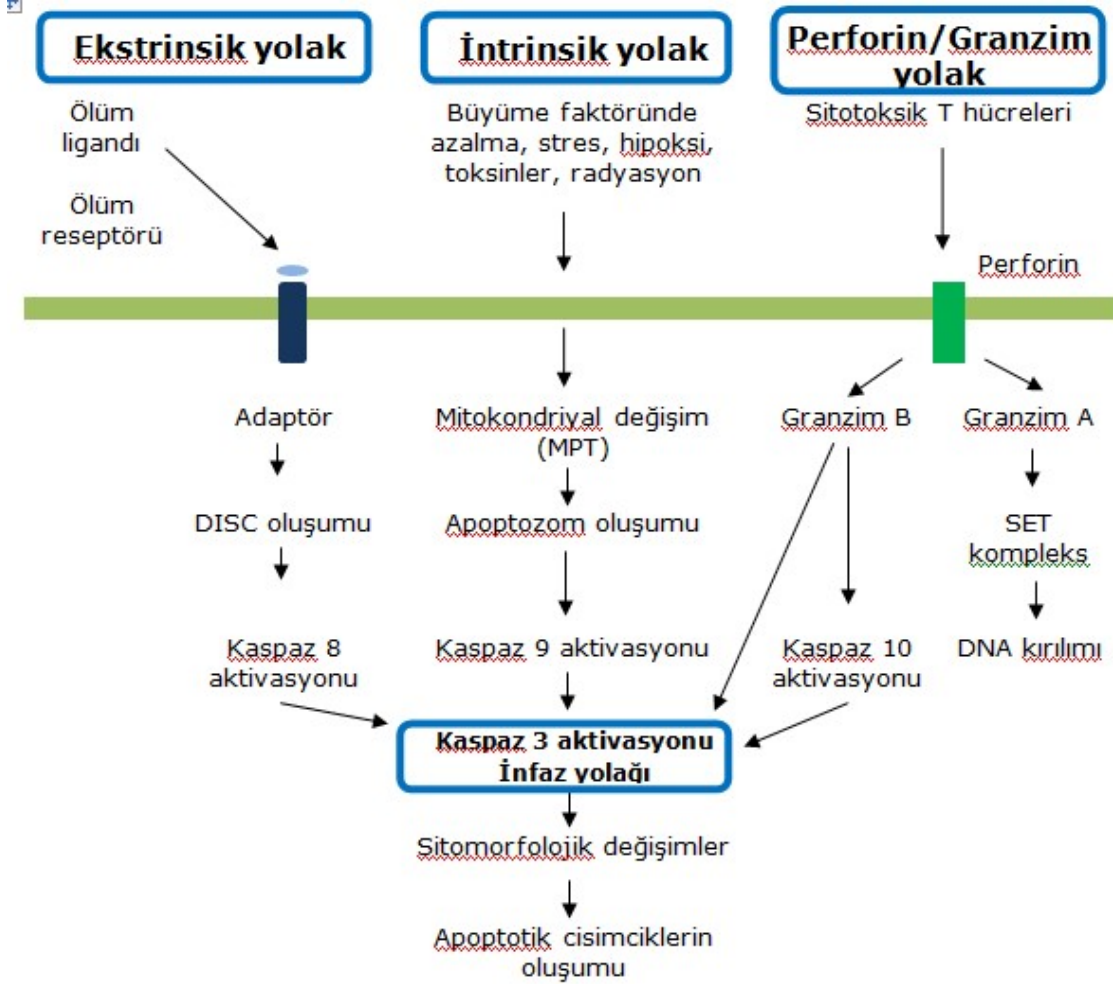 Ekstrinsik yolak
İntrinsik yolak
Perforin/Granzim
yolak
Ölüm
ligandı
Ölüm
reseptörü
Büyüme faktöründe
azalma, stres, hipoksi,
toksinler, radyasyon
Sitotoksik T hücreleri
Perforin
Adaptör
Mitokondriyal değişim
(MPT)
Granzim B
Granzim A
DISC oluşumu
Apoptozom oluşumu
SET
kompleks
Kaspaz 8
aktivasyonu
Kaspaz 9 aktivasyonu
Kaspaz 10
aktivasyonu
DNA kırılımı
Kaspaz 3 aktivasyonu
İnfaz yolağı
Sitomorfolojik değişimler
Apoptotik cisimciklerin
oluşumu